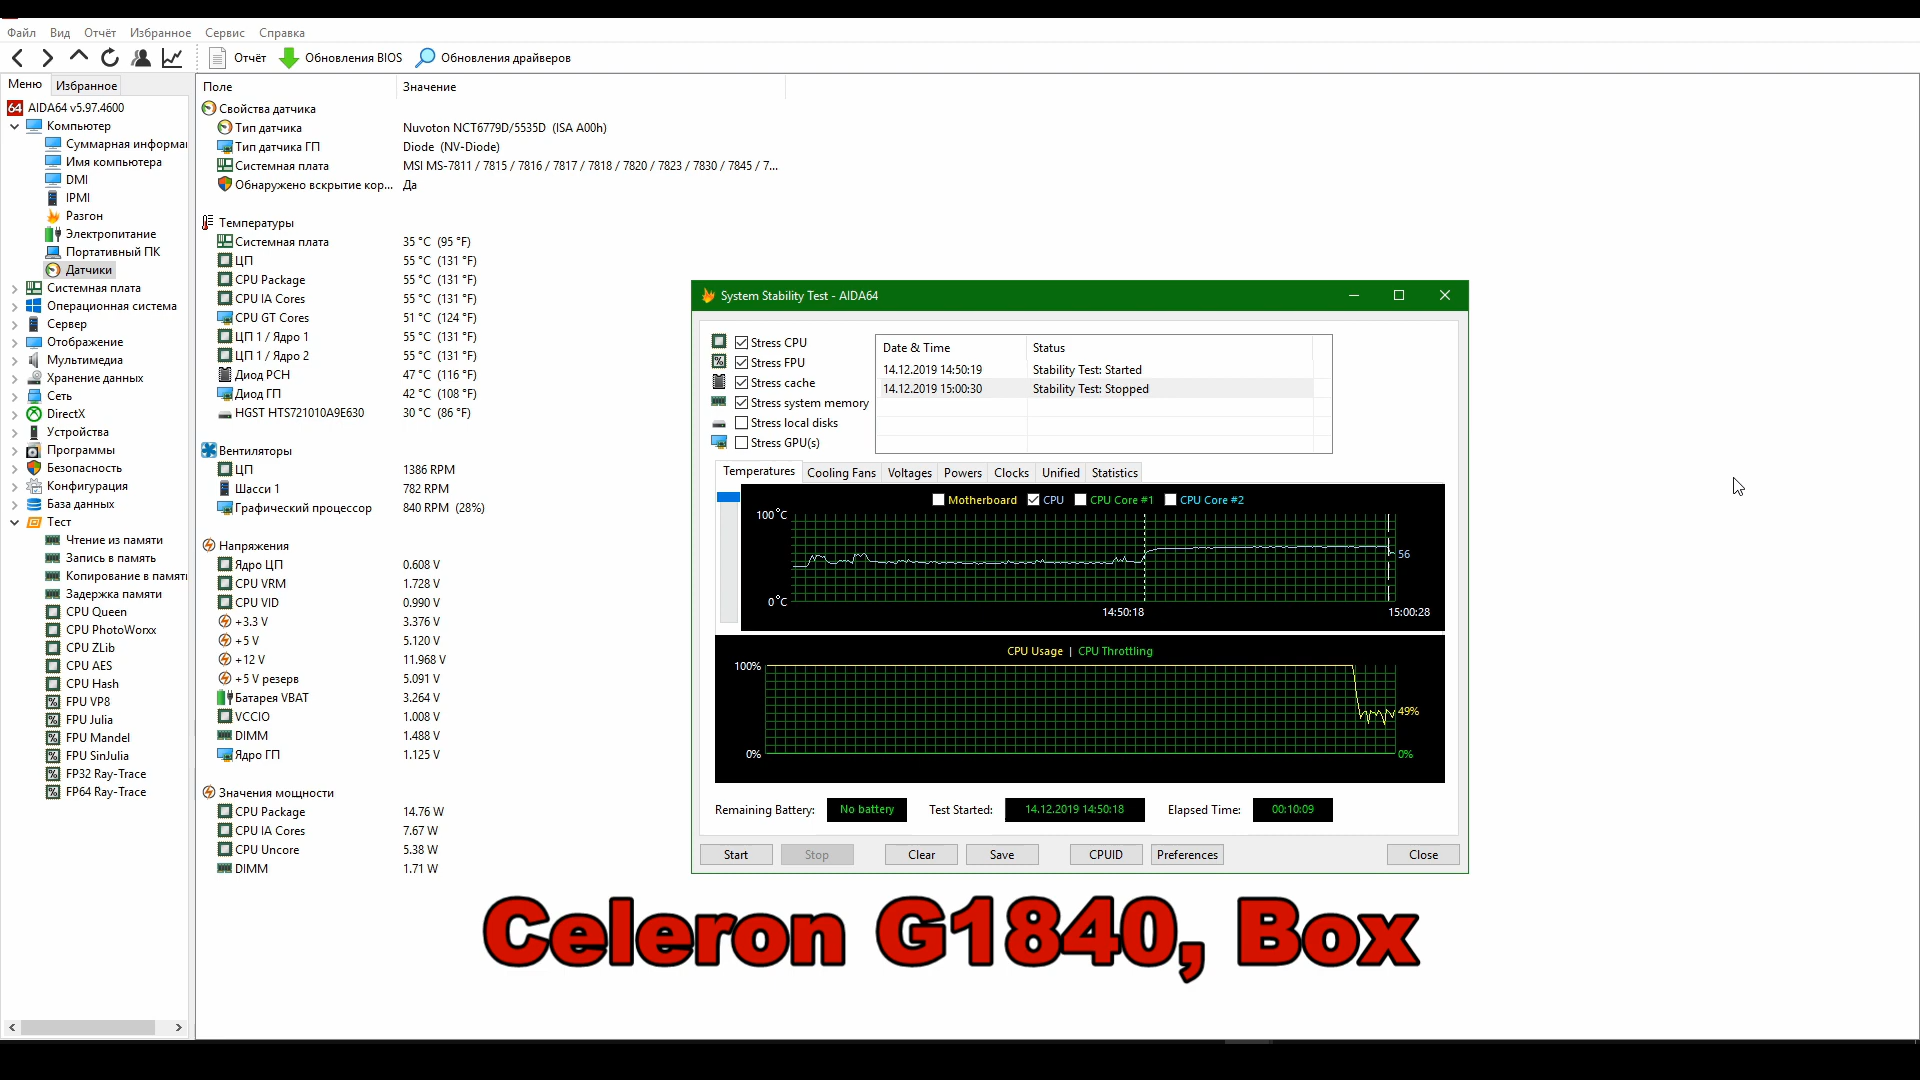 Файл Вид Отчёт Избранное Сервис Справка
Отчёт Обновления BIOS Обновления драйверов
Меню Избранное
64 AIDA64 v5.97.4600
Компьютер
Суммарная информа
Имя компьютера
DMI
IPMI
Разгон
Электропитание
Портативный ПК
Датчики
Системная плата
Операционная система
Сервер
Отображение
Мультимедиа
Хранение данных
Сеть
DirectX
Устройства
Программы
Безопасность
Конфигурация
База данных
Тест
Чтение из памяти
Запись в память
Копирование в памят
Задержка памяти
CPU Queen
CPU PhotoWorxx
CPU ZLib
CPU AES
CPU Hash
FPU VP8
FPU Julia
FPU Mandel
FPU SinJulia
FP32 Ray-Trace
FP64 Ray-Trace
Поле Значение
Свойства датчика
Тип датчика Nuvoton NCT6779D/5535D (ISA A00h)
Тип датчика ГП Diode (NV-Diode)
Системная плата MSI MS-7811 / 7815 / 7816 / 7817 / 7818 / 7820 / 7823 / 7830 / 7845 / 7...
Обнаружено вскрытие кор... Да
Температуры
Системная плата 35 °C (95 °F)
ЦП 55 °C (131 °F)
CPU Package 55 °C (131 °F)
CPU IA Cores 55 °C (131 °F)
CPU GT Cores 51 °C (124 °F)
ЦП 1 / Ядро 1 55 °C (131 °F)
ЦП 1 / Ядро 2 55 °C (131 °F)
Диод PCH 47 °C (116 °F)
Диод ГП 42 °C (108 °F)
HGST HTS721010A9E630 30 °C (86 °F)
Вентиляторы
ЦП 1386 RPM
Шасси 1 782 RPM
Графический процессор 840 RPM (28%)
Напряжения
Ядро ЦП 0.608 V
CPU VRM 1.728 V
CPU VID 0.990 V
+3.3 V 3.376 V
+5 V 5.120 V
+12 V 11.968 V
+5 V резерв 5.091 V
Батарея VBAT 3.264 V
VCCIO 1.008 V
DIMM 1.488 V
Ядро ГП 1.125 V
Значения мощности
CPU Package 14.76 W
CPU IA Cores 7.67 W
CPU Uncore 5.38 W
DIMM 1.71 W
System Stability Test - AIDA64
Stress CPU
Stress FPU
Stress cache
Stress system memory
Stress local disks
Stress GPU(s)
Date & Time Status
14.12.2019 14:50:19 Stability Test: Started
14.12.2019 15:00:30 Stability Test: Stopped
Temperatures Cooling Fans Voltages Powers Clocks Unified Statistics
Motherboard CPU CPU Core #1 CPU Core #2
100°C
56
0°C
14:50:18 15:00:28
CPU Usage | CPU Throttling
100%
49%
0% 0%
Remaining Battery: No battery Test Started: 14.12.2019 14:50:18 Elapsed Time: 00:10:09
Start Stop Clear Save CPUID Preferences Close
Celeron G1840, Box